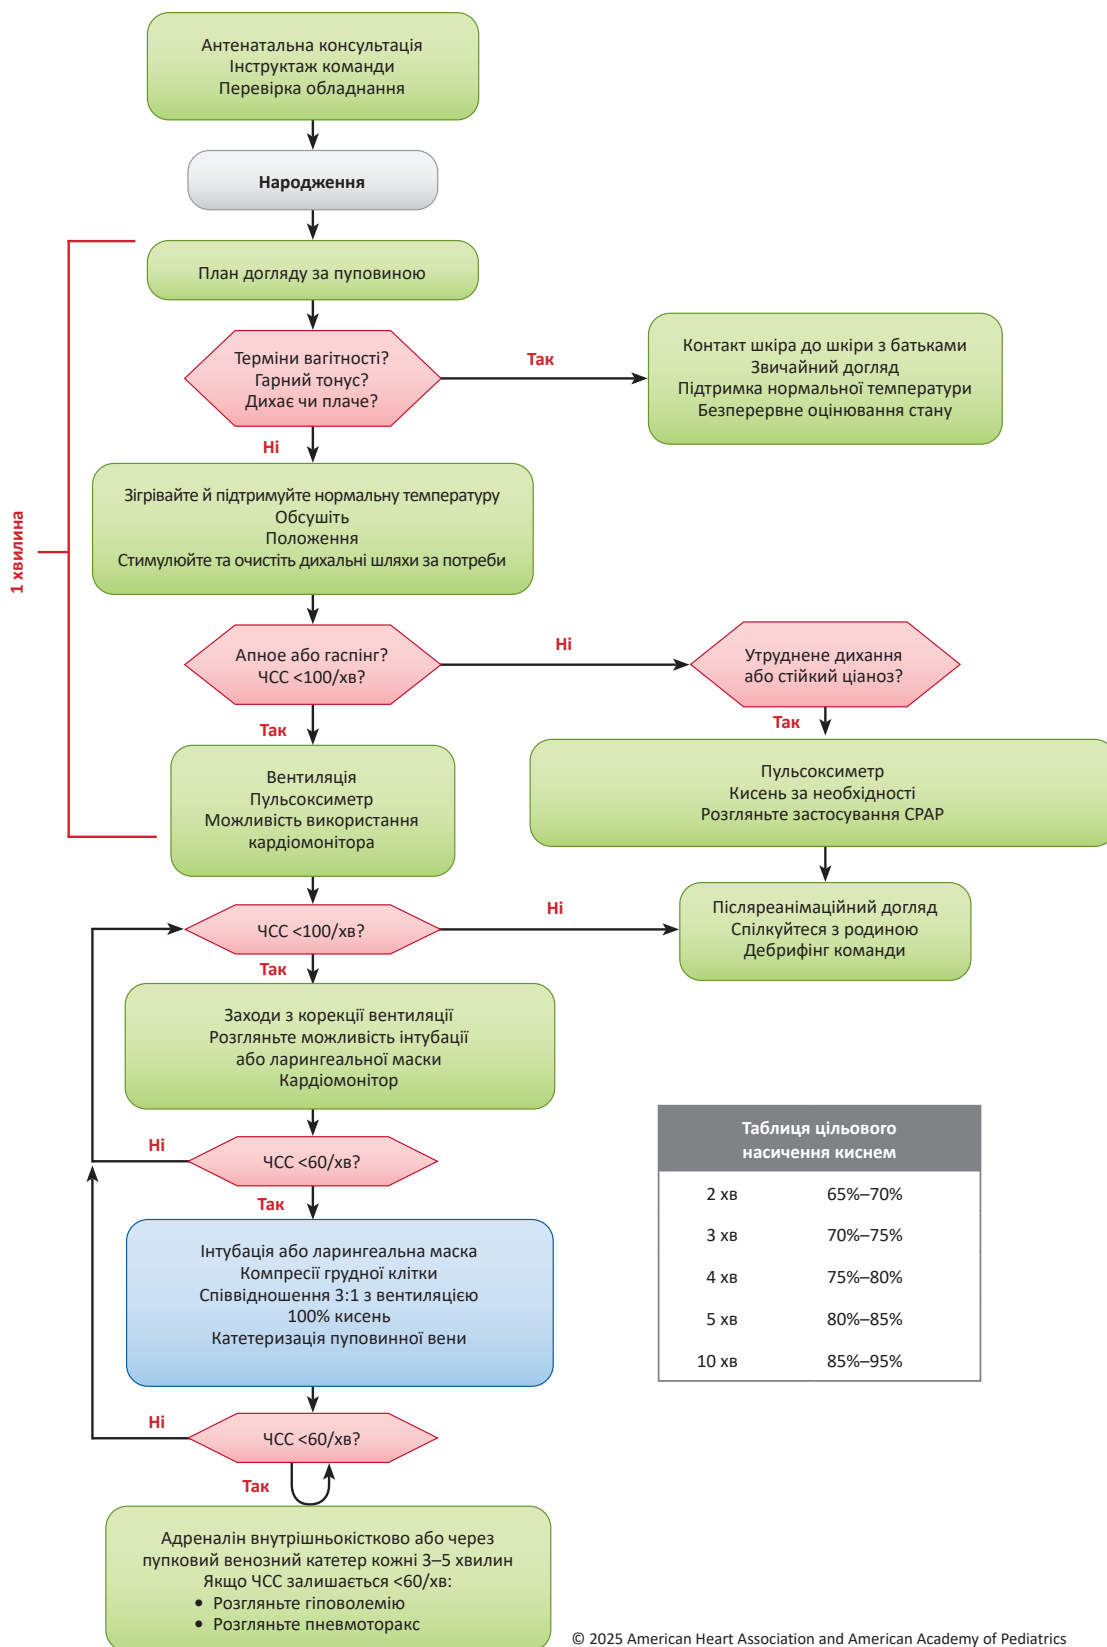 Антенатальна консультація
Інструктаж команди
Перевірка обладнання
Народження
План догляду за пуповиною
Терміни вагітності?
Гарний тонус?
Дихає чи плаче?
Так
Контакт шкіра до шкіри з батьками
Звичайний догляд
Підтримка нормальної температури
Безперервне оцінювання стану
Ні
Зігрівайте й підтримуйте нормальну температуру
Обсушіть
Положення
Стимулюйте та очистіть дихальні шляхи за потреби
1 хвилина
Апное або гаспінг?
ЧСС <100/хв?
Ні
Утруднене дихання
або стійкий ціаноз?
Так
Так
Вентиляція
Пульсоксиметр
Можливість використання
кардіомонітора
Пульсоксиметр
Кисень за необхідності
Розгляньте застосування CPAP
ЧСС <100/хв?
Ні
Післяреанімаційний догляд
Спілкуйтеся з родиною
Дебрифінг команди
Так
Заходи з корекції вентиляції
Розгляньте можливість інтубації
або ларингеальної маски
Кардіомонітор
Ні
ЧСС <60/хв?
Так
Інтубація або ларингеальна маска
Компресії грудної клітки
Співвідношення 3:1 з вентиляцією
100% кисень
Катетеризація пуповинної вени
Ні
ЧСС <60/хв?
Так
Адреналін внутрішньокістково або через
пупковий венозний катетер кожні 3–5 хвилин
Якщо ЧСС залишається <60/хв:
• Розгляньте гіповолемію
• Розгляньте пневмоторакс
Таблиця цільового
насичення киснем
2 хв 65%–70%
3 хв 70%–75%
4 хв 75%–80%
5 хв 80%–85%
10 хв 85%–95%
© 2025 American Heart Association and American Academy of Pediatrics